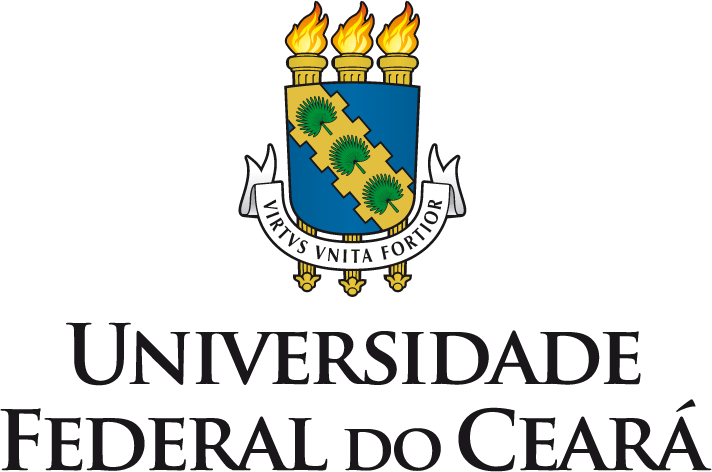 VIRTVS VNITA FORTIOR
UNIVERSIDADE
FEDERAL DO CEARÁ